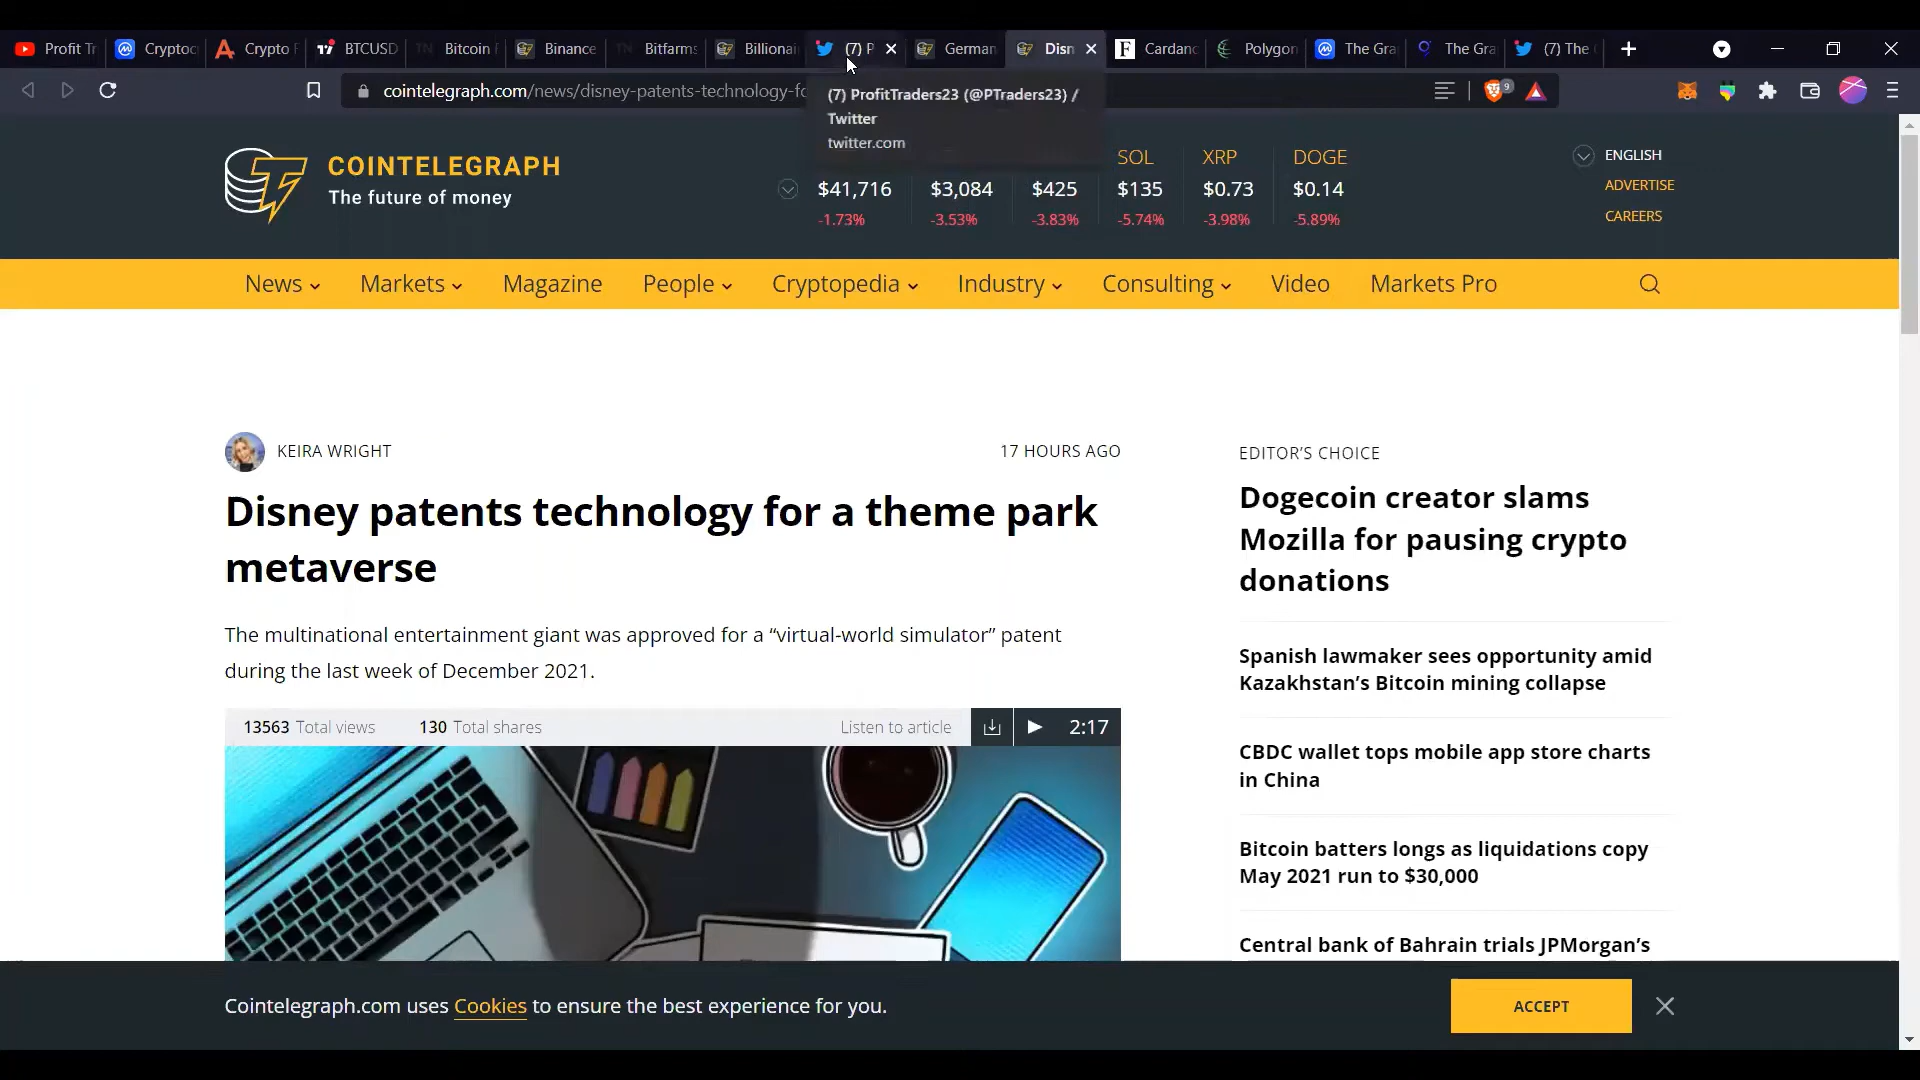 Profit Tr
Cryptoc
Crypto F
BTCUSD
Bitcoin
Binance
Bitfarms
Billionai
(7) P
German
Disn
Cardano
Polygon
The Gra
The Gra
(7) The
cointelegraph.com/news/disney-patents-technology-fo
9
(7) ProfitTraders23 (@PTraders23) /
Twitter
twitter.com
COINTELEGRAPH
The future of money
SOL XRP DOGE
$41,716 $3,084 $425 $135 $0.73 $0.14
-1.73% -3.53% -3.83% -5.74% -3.98% -5.89%
ENGLISH
ADVERTISE
CAREERS
News Markets Magazine People Cryptopedia Industry Consulting Video Markets Pro
KEIRA WRIGHT
17 HOURS AGO
Disney patents technology for a theme park
metaverse
The multinational entertainment giant was approved for a “virtual-world simulator” patent
during the last week of December 2021.
13563 Total views 130 Total shares Listen to article 2:17
EDITOR’S CHOICE
Dogecoin creator slams
Mozilla for pausing crypto
donations
Spanish lawmaker sees opportunity amid
Kazakhstan’s Bitcoin mining collapse
CBDC wallet tops mobile app store charts
in China
Bitcoin batters longs as liquidations copy
May 2021 run to $30,000
Central bank of Bahrain trials JPMorgan’s
Cointelegraph.com uses Cookies to ensure the best experience for you.
ACCEPT